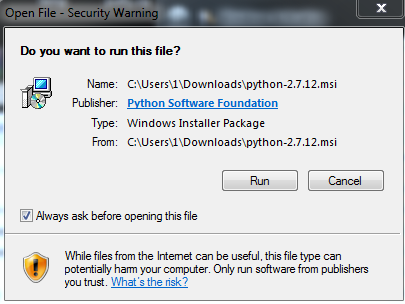 Open File - Security Warning
Do you want to run this file?
Name: C:\Users\1\Downloads\python-2.7.12.msi
Publisher: Python Software Foundation
Type: Windows Installer Package
From: C:\Users\1\Downloads\python-2.7.12.msi
Run Cancel
Always ask before opening this file
While files from the Internet can be useful, this file type can
potentially harm your computer. Only run software from publishers
you trust. What's the risk?